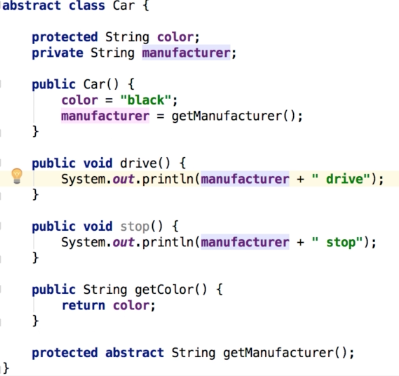 abstract class Car {
protected String color;
private String manufacturer;
public Car() {
color = "black";
manufacturer = getManufacturer();
}
public void drive() {
System.out.println(manufacturer + " drive");
}
public void stop() {
System.out.println(manufacturer + " stop");
}
public String getColor() {
return color;
}
protected abstract String getManufacturer();
}